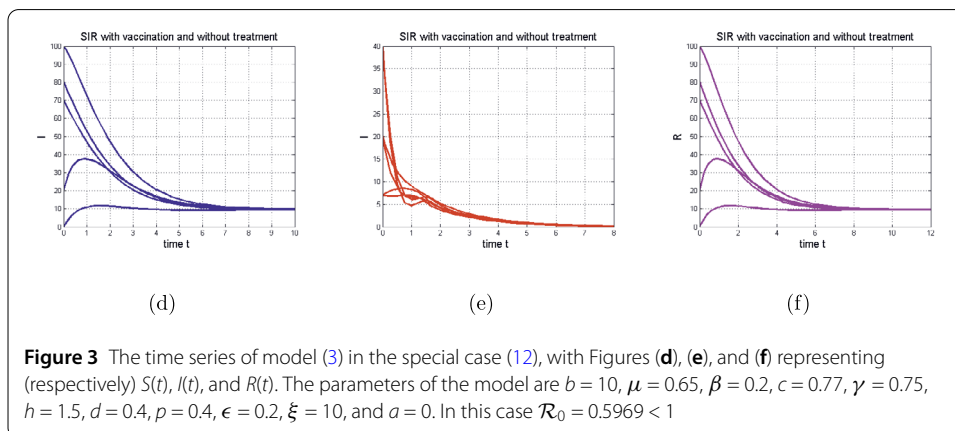 SIR with vaccination and without treatment
100
90
80
70
60
50
40
30
20
10
0
I
0 1 2 3 4 5 6 7 8 9 10
time t
(d)
SIR with vaccination and without treatment
40
35
30
25
20
15
10
5
0
I
0 1 2 3 4 5 6 7 8
time t
(e)
SIR with vaccination and without treatment
100
90
80
70
60
50
40
30
20
10
0
R
0 2 4 6 8 10 12
time t
(f)
Figure 3 The time series of model (3) in the special case (12), with Figures (d), (e), and (f) representing
(respectively) S(t), I(t), and R(t). The parameters of the model are b = 10, μ = 0.65, β = 0.2, c = 0.77, γ = 0.75,
h = 1.5, d = 0.4, p = 0.4, ϵ = 0.2, ξ = 10, and a = 0. In this case R₀ = 0.5969 < 1